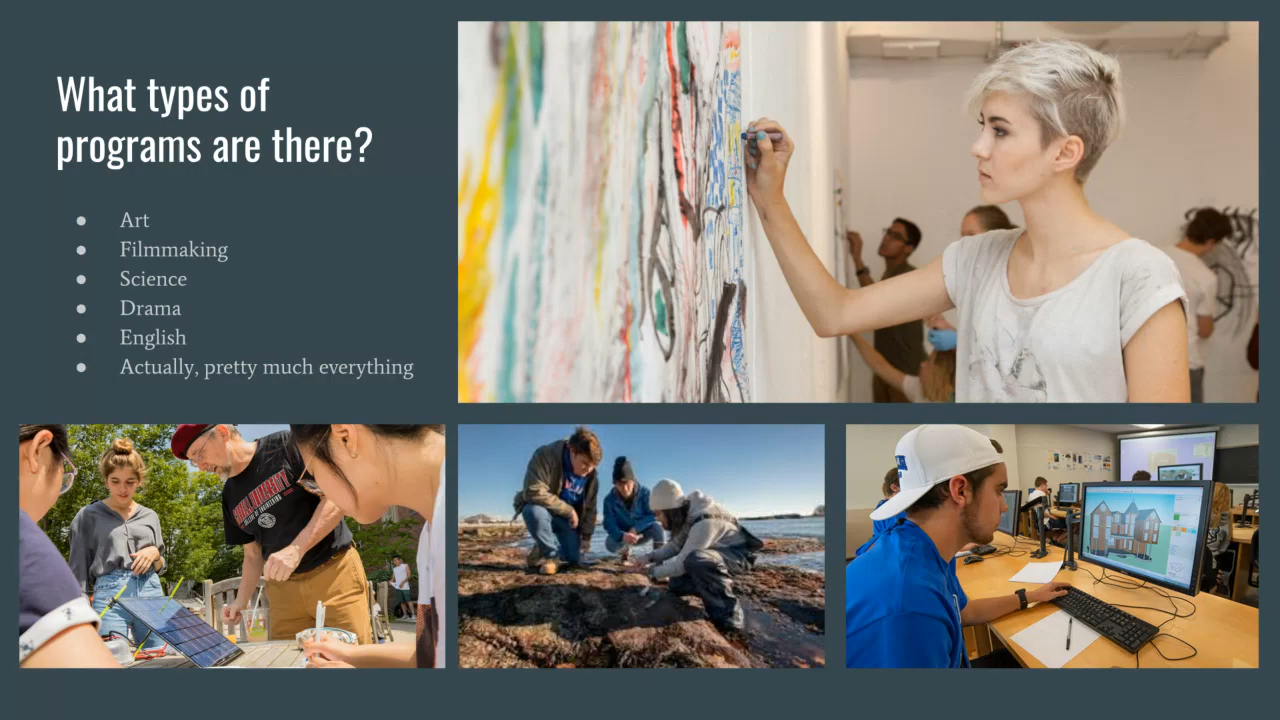 What types of
programs are there?
● Art
● Filmmaking
● Science
● Drama
● English
● Actually, pretty much everything